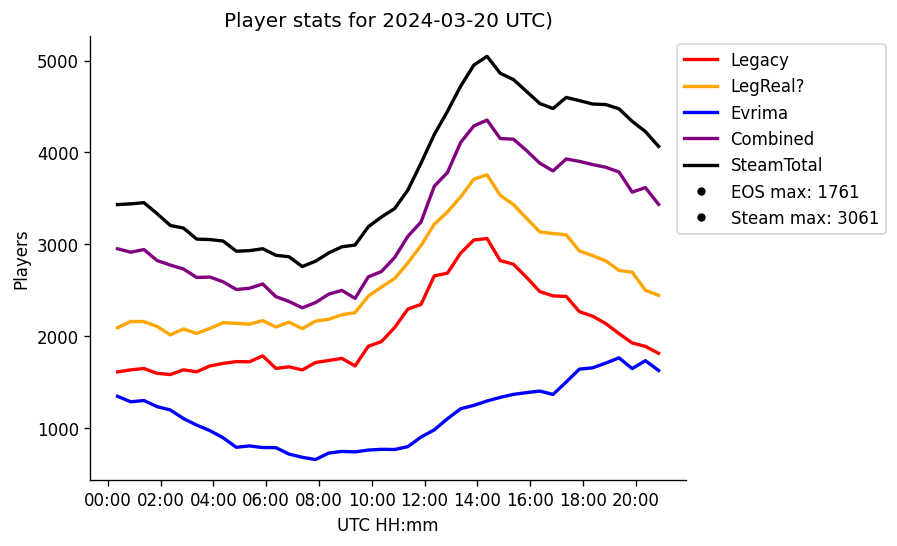 Player stats for 2024-03-20 UTC)
5000
4000
3000
2000
1000
Players
00:00 02:00 04:00 06:00 08:00 10:00 12:00 14:00 16:00 18:00 20:00
UTC HH:mm
Legacy
LegReal?
Evrima
Combined
SteamTotal
EOS max: 1761
Steam max: 3061